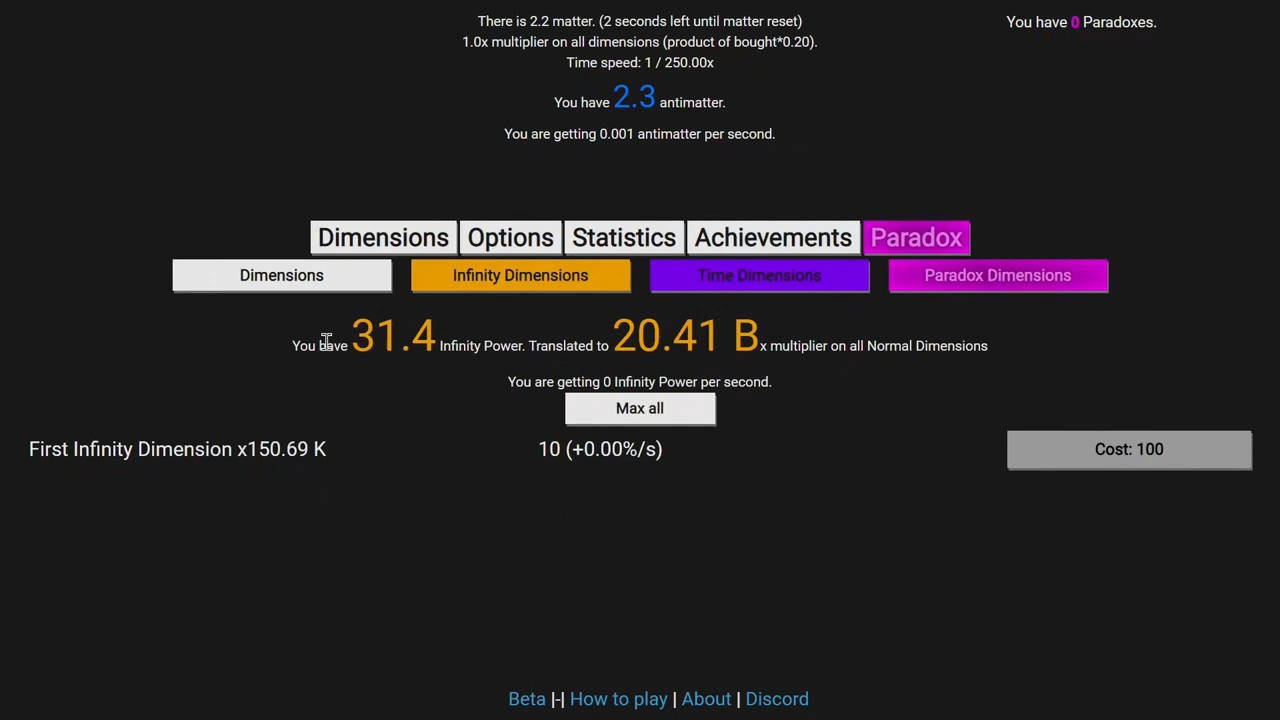 There is 2.2 matter. (2 seconds left until matter reset)
You have 0 Paradoxes.
1.0x multiplier on all dimensions (product of bought*0.20).
Time speed: 1 / 250.00x
You have 2.3 antimatter.
You are getting 0.001 antimatter per second.
Dimensions Options Statistics Achievements Paradox
Dimensions Infinity Dimensions Time Dimensions Paradox Dimensions
You have 31.4 Infinity Power. Translated to 20.41 Bx multiplier on all Normal Dimensions
You are getting 0 Infinity Power per second.
Max all
First Infinity Dimension x150.69 K 10 (+0.00%/s) Cost: 100
Beta |-| How to play | About | Discord